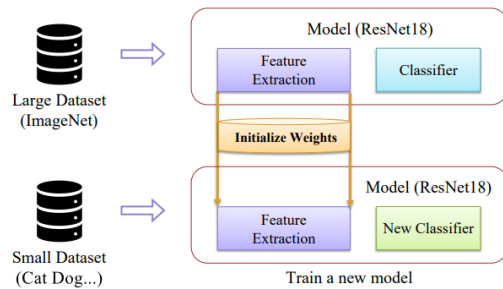 Model (ResNet18)
Feature
Extraction
Classifier
Large Dataset
(ImageNet)
Initialize Weights
Model (ResNet18)
Feature
Extraction
New Classifier
Small Dataset
(Cat Dog...)
Train a new model